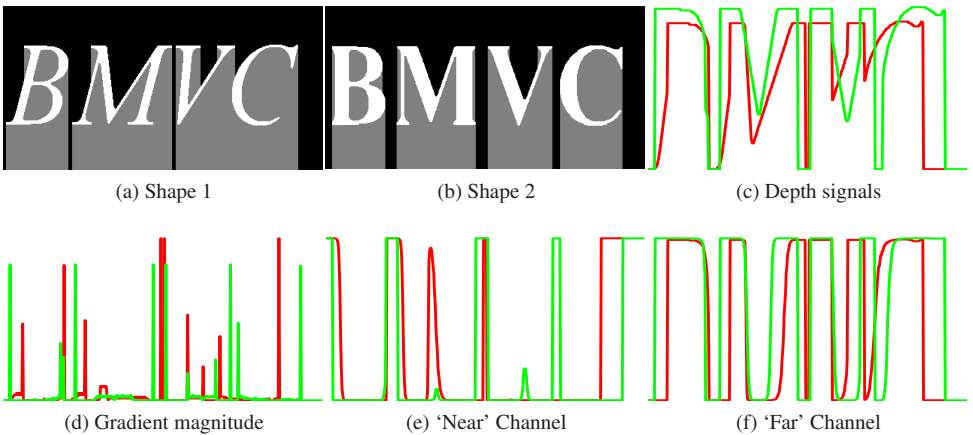 BMVC
BMVC
(a) Shape 1
(b) Shape 2
(c) Depth signals
(d) Gradient magnitude
(e) ‘Near’ Channel
(f) ‘Far’ Channel